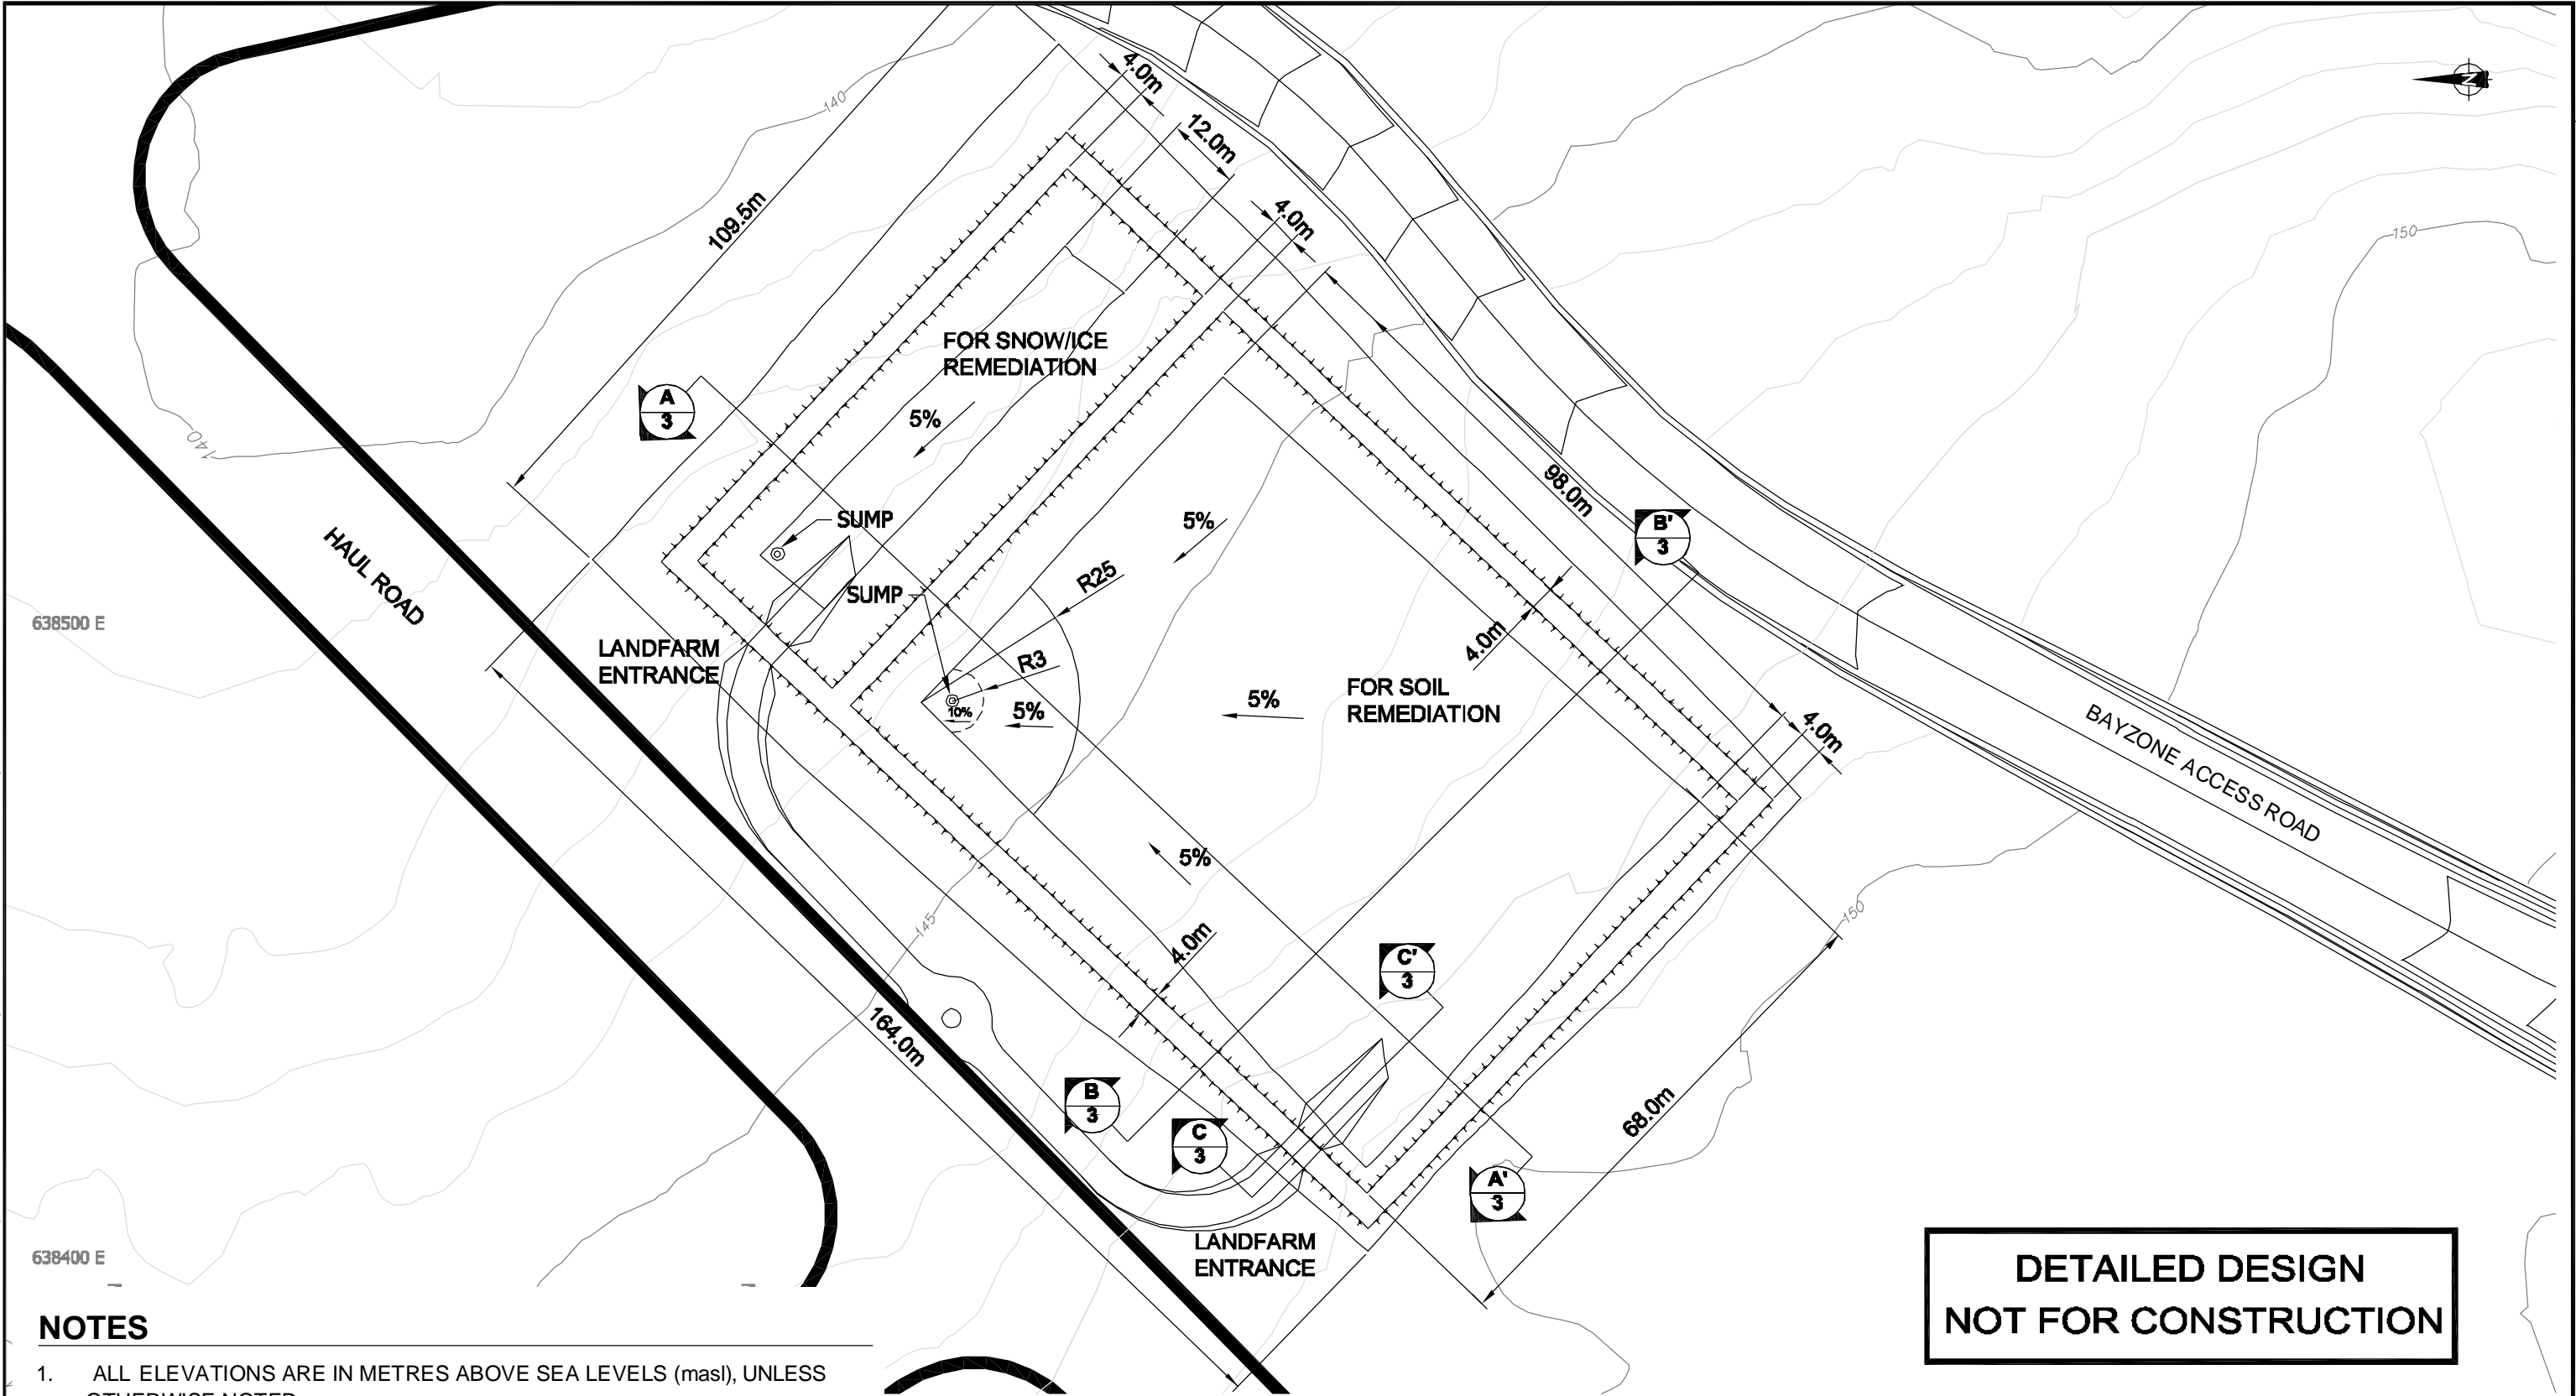 4.0m
12.0m
4.0m
140
109.5m
N
150
FOR SNOW/ICE
REMEDIATION
A
3
5%
140
98.0m
SUMP
5%
B'
3
HAUL ROAD
R25
SUMP
638500 E
LANDFARM
ENTRANCE
4.0m
R3
FOR SOIL
REMEDIATION
10%
5%
5%
4.0m
BAYZONE ACCESS ROAD
5%
145
150
4.0m
C'
3
164.0m
B
3
C
3
68.0m
A'
3
LANDFARM
ENTRANCE
638400 E
DETAILED DESIGN
NOT FOR CONSTRUCTION
NOTES
1. ALL ELEVATIONS ARE IN METRES ABOVE SEA LEVELS (masl), UNLESS
OTHERWISE NOTED